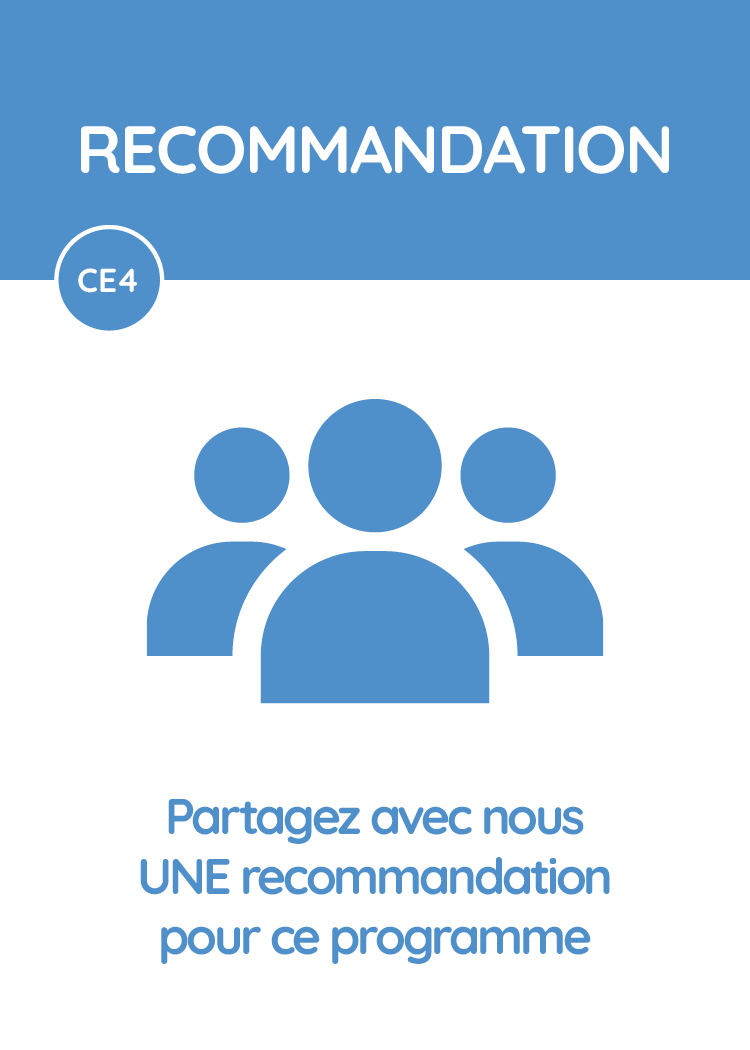 RECOMMANDATION
CE4
Partagez avec nous
UNE recommandation
pour ce programme